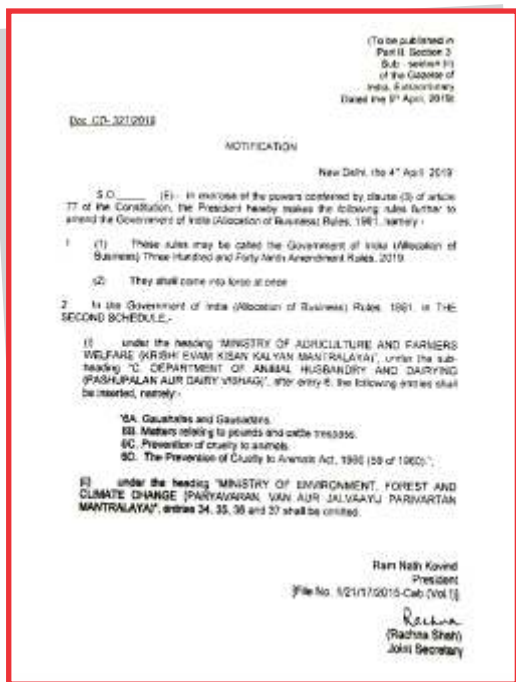 (To be published in
Part II, Section 3
Sub - section (ii)
of the Gazette of
India, Extraordinary
Dated the April, 2019)
Doc. CD- 321/2019
NOTIFICATION
New Delhi, the 4th April, 2019
S.O.____ (E)- In exercise of the powers conferred by clause (3) of article
77 of the Constitution, the President hereby makes the following rules further to
amend the Government of India (Allocation of Business) Rules, 1961, namely:-
1 (1) These rules may be called the Government of India (Allocation of
Business) Three Hundred and Forty Ninth Amendment Rules, 2019
(2) They shall come into force at once
2 In the Government of India (Allocation of Business) Rules, 1961, in THE
SECOND SCHEDULE,-
(i) under the heading "MINISTRY OF AGRICULTURE AND FARMERS
WELFARE (KRISHI EVAM KISAN KALYAN MANTRALAYA)", under the sub-
heading "C. DEPARTMENT OF ANIMAL HUSBANDRY AND DAIRYING
(PASHUPALAN AUR DAIRY VIBHAG)", after entry 6, the following entries shall
be inserted, namely:-
"6A. Gaushalas and Gausadans.
6B. Matters relating to pounds and cattle trespass.
6C. Prevention of cruelty to animals.
6D. The Prevention of Cruelty to Animals Act, 1960 (59 of 1960).";
(ii) under the heading "MINISTRY OF ENVIRONMENT, FOREST AND
CLIMATE CHANGE (PARYAVARAN, VAN AUR JALVAAYU PARIVARTAN
MANTRALAYA)", entries 34, 35, 36 and 37 shall be omitted.
Ram Nath Kovind
President
[File No. 1/21/17/2015-Cab (Vol.1)]
Rachna
(Rachna Shah)
Joint Secretary